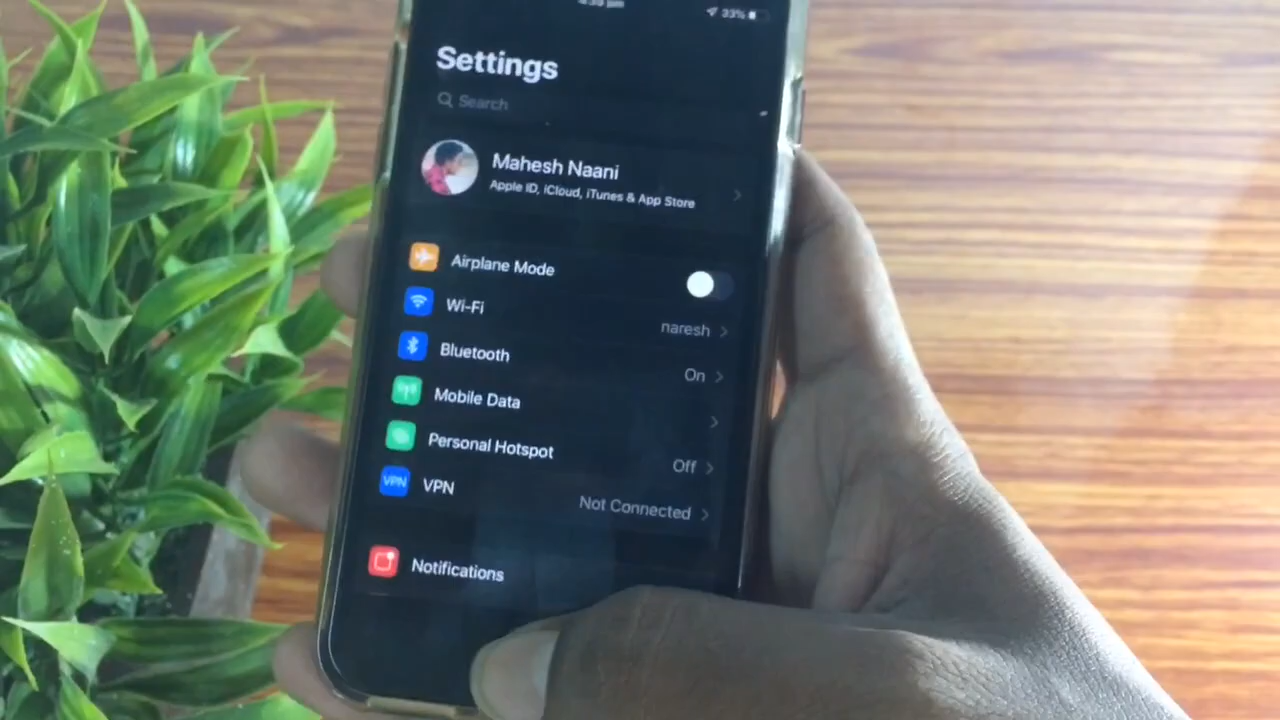 33%
Settings
Search
Mahesh Naani
Apple ID, iCloud, iTunes & App Store
Airplane Mode
Wi-Fi
naresh
Bluetooth
On
Mobile Data
Personal Hotspot
Off
VPN
VPN
Not Connected
Notifications